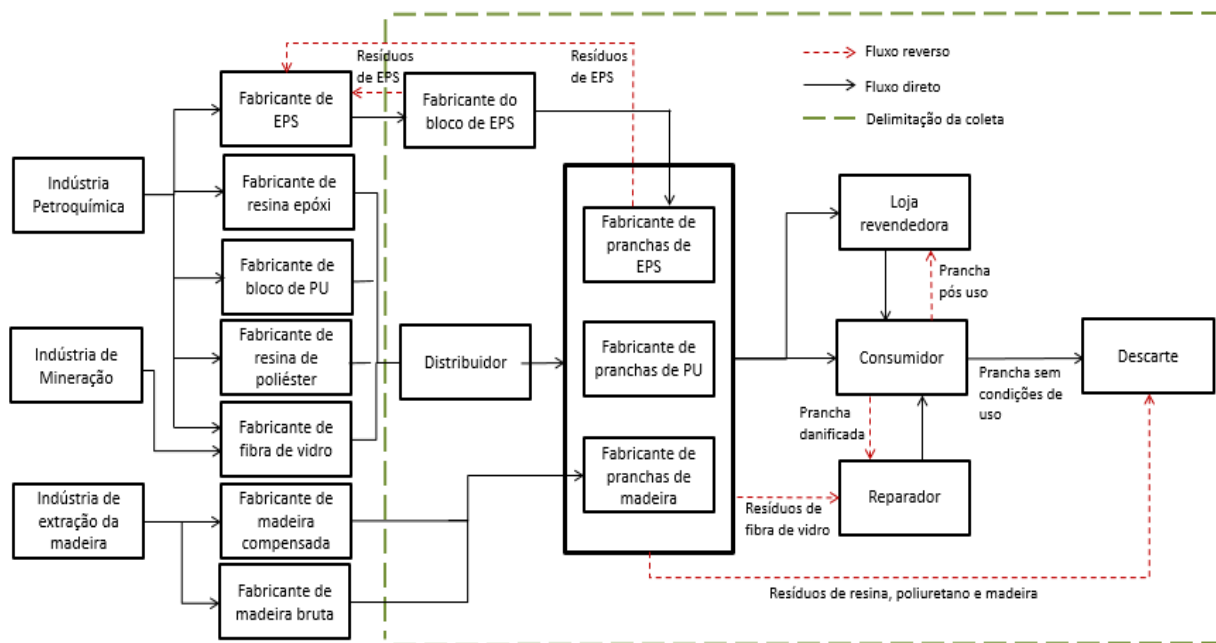 Resíduos
de EPS
Resíduos
de EPS
Fluxo reverso
Fluxo direto
Delimitação da coleta
Fabricante de
EPS
Fabricante do
bloco de EPS
Indústria
Petroquímica
Fabricante de
resina epóxi
Fabricante de
pranchas de
EPS
Loja
revendedora
Fabricante de
bloco de PU
Prancha
pós uso
Indústria de
Mineração
Fabricante de
resina de
poliéster
Distribuidor
Fabricante de
pranchas de PU
Consumidor
Descarte
Prancha sem
condições de
uso
Prancha
danificada
Fabricante de
fibra de vidro
Fabricante de
pranchas de
madeira
Reparador
Indústria de
extração da
madeira
Fabricante de
madeira
compensada
Resíduos de
fibra de vidro
Fabricante de
madeira bruta
Resíduos de resina, poliuretano e madeira